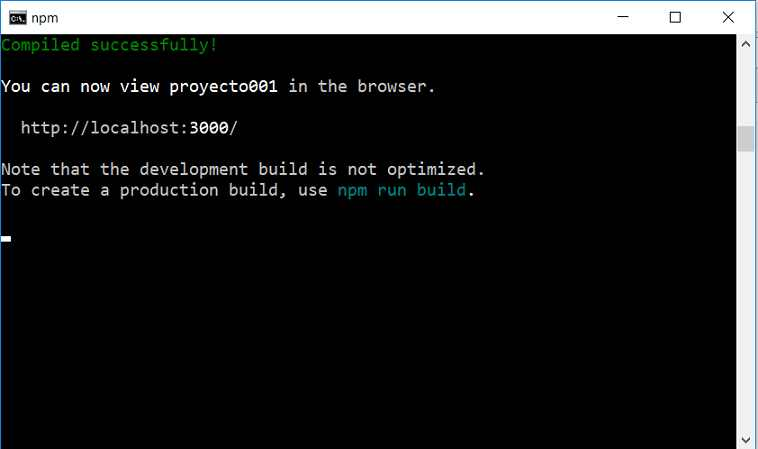 npm
Compiled successfully!
You can now view proyecto001 in the browser.
http://localhost:3000/
Note that the development build is not optimized.
To create a production build, use npm run build.